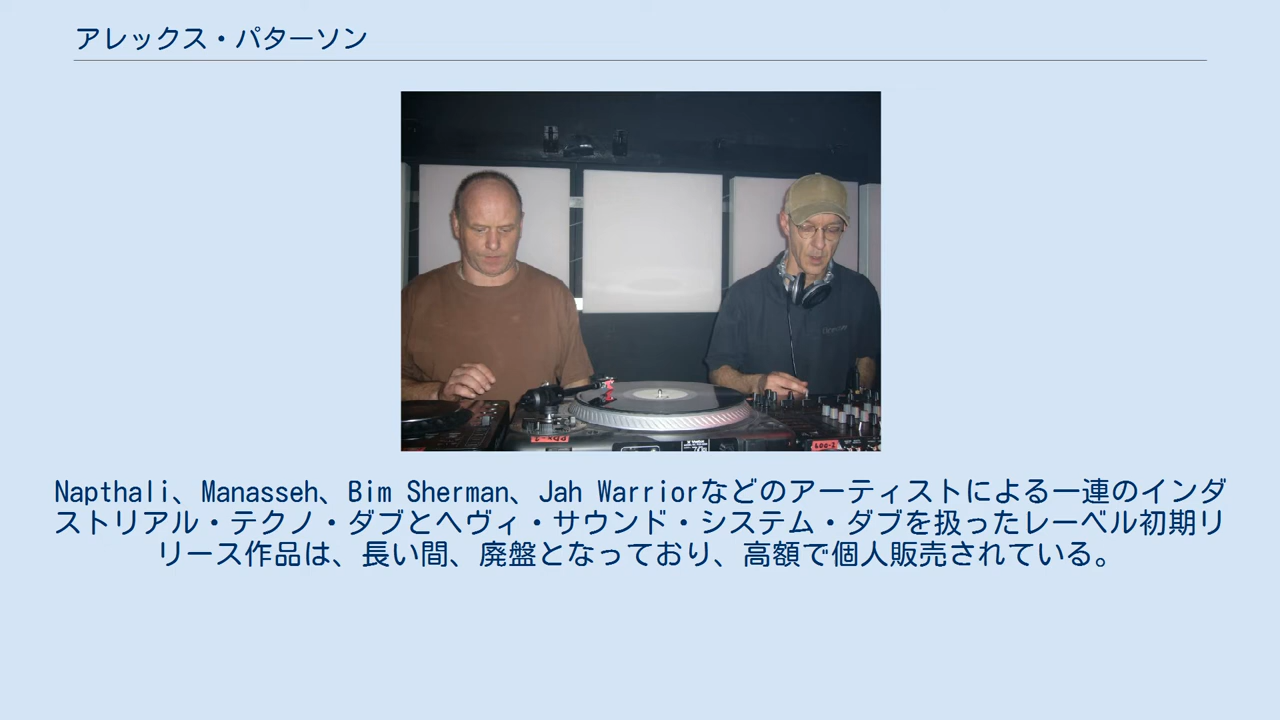 アレックス・パターソン
Napthali、Manasseh、Bim Sherman、Jah Warriorなどのアーティストによる一連のインダ
ストリアル・テクノ・ダブとヘヴィ・サウンド・システム・ダブを扱ったレーベル初期リ
リース作品は、長い間、廃盤となっており、高額で個人販売されている。